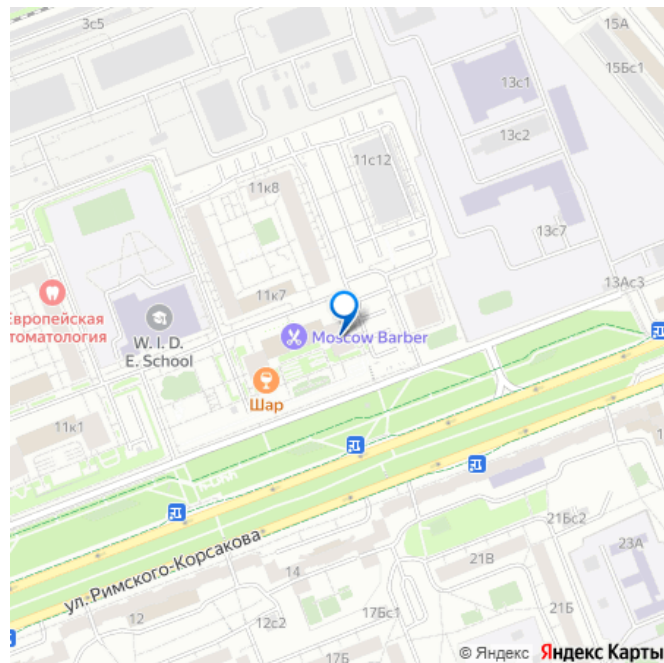 3с5
15А
15Бс1
13с1
13с2
11с12
11к8
13с7
13Ас3
11к7
Европейская
стоматология
W. I. D.
E. School
Moscow Barber
Шар
11к1
ул. Римского-Корсакова
21Бс2
23А
21В
14
12
17Бс1
21Б
12с2
17Б
© Яндекс Яндекс Карты